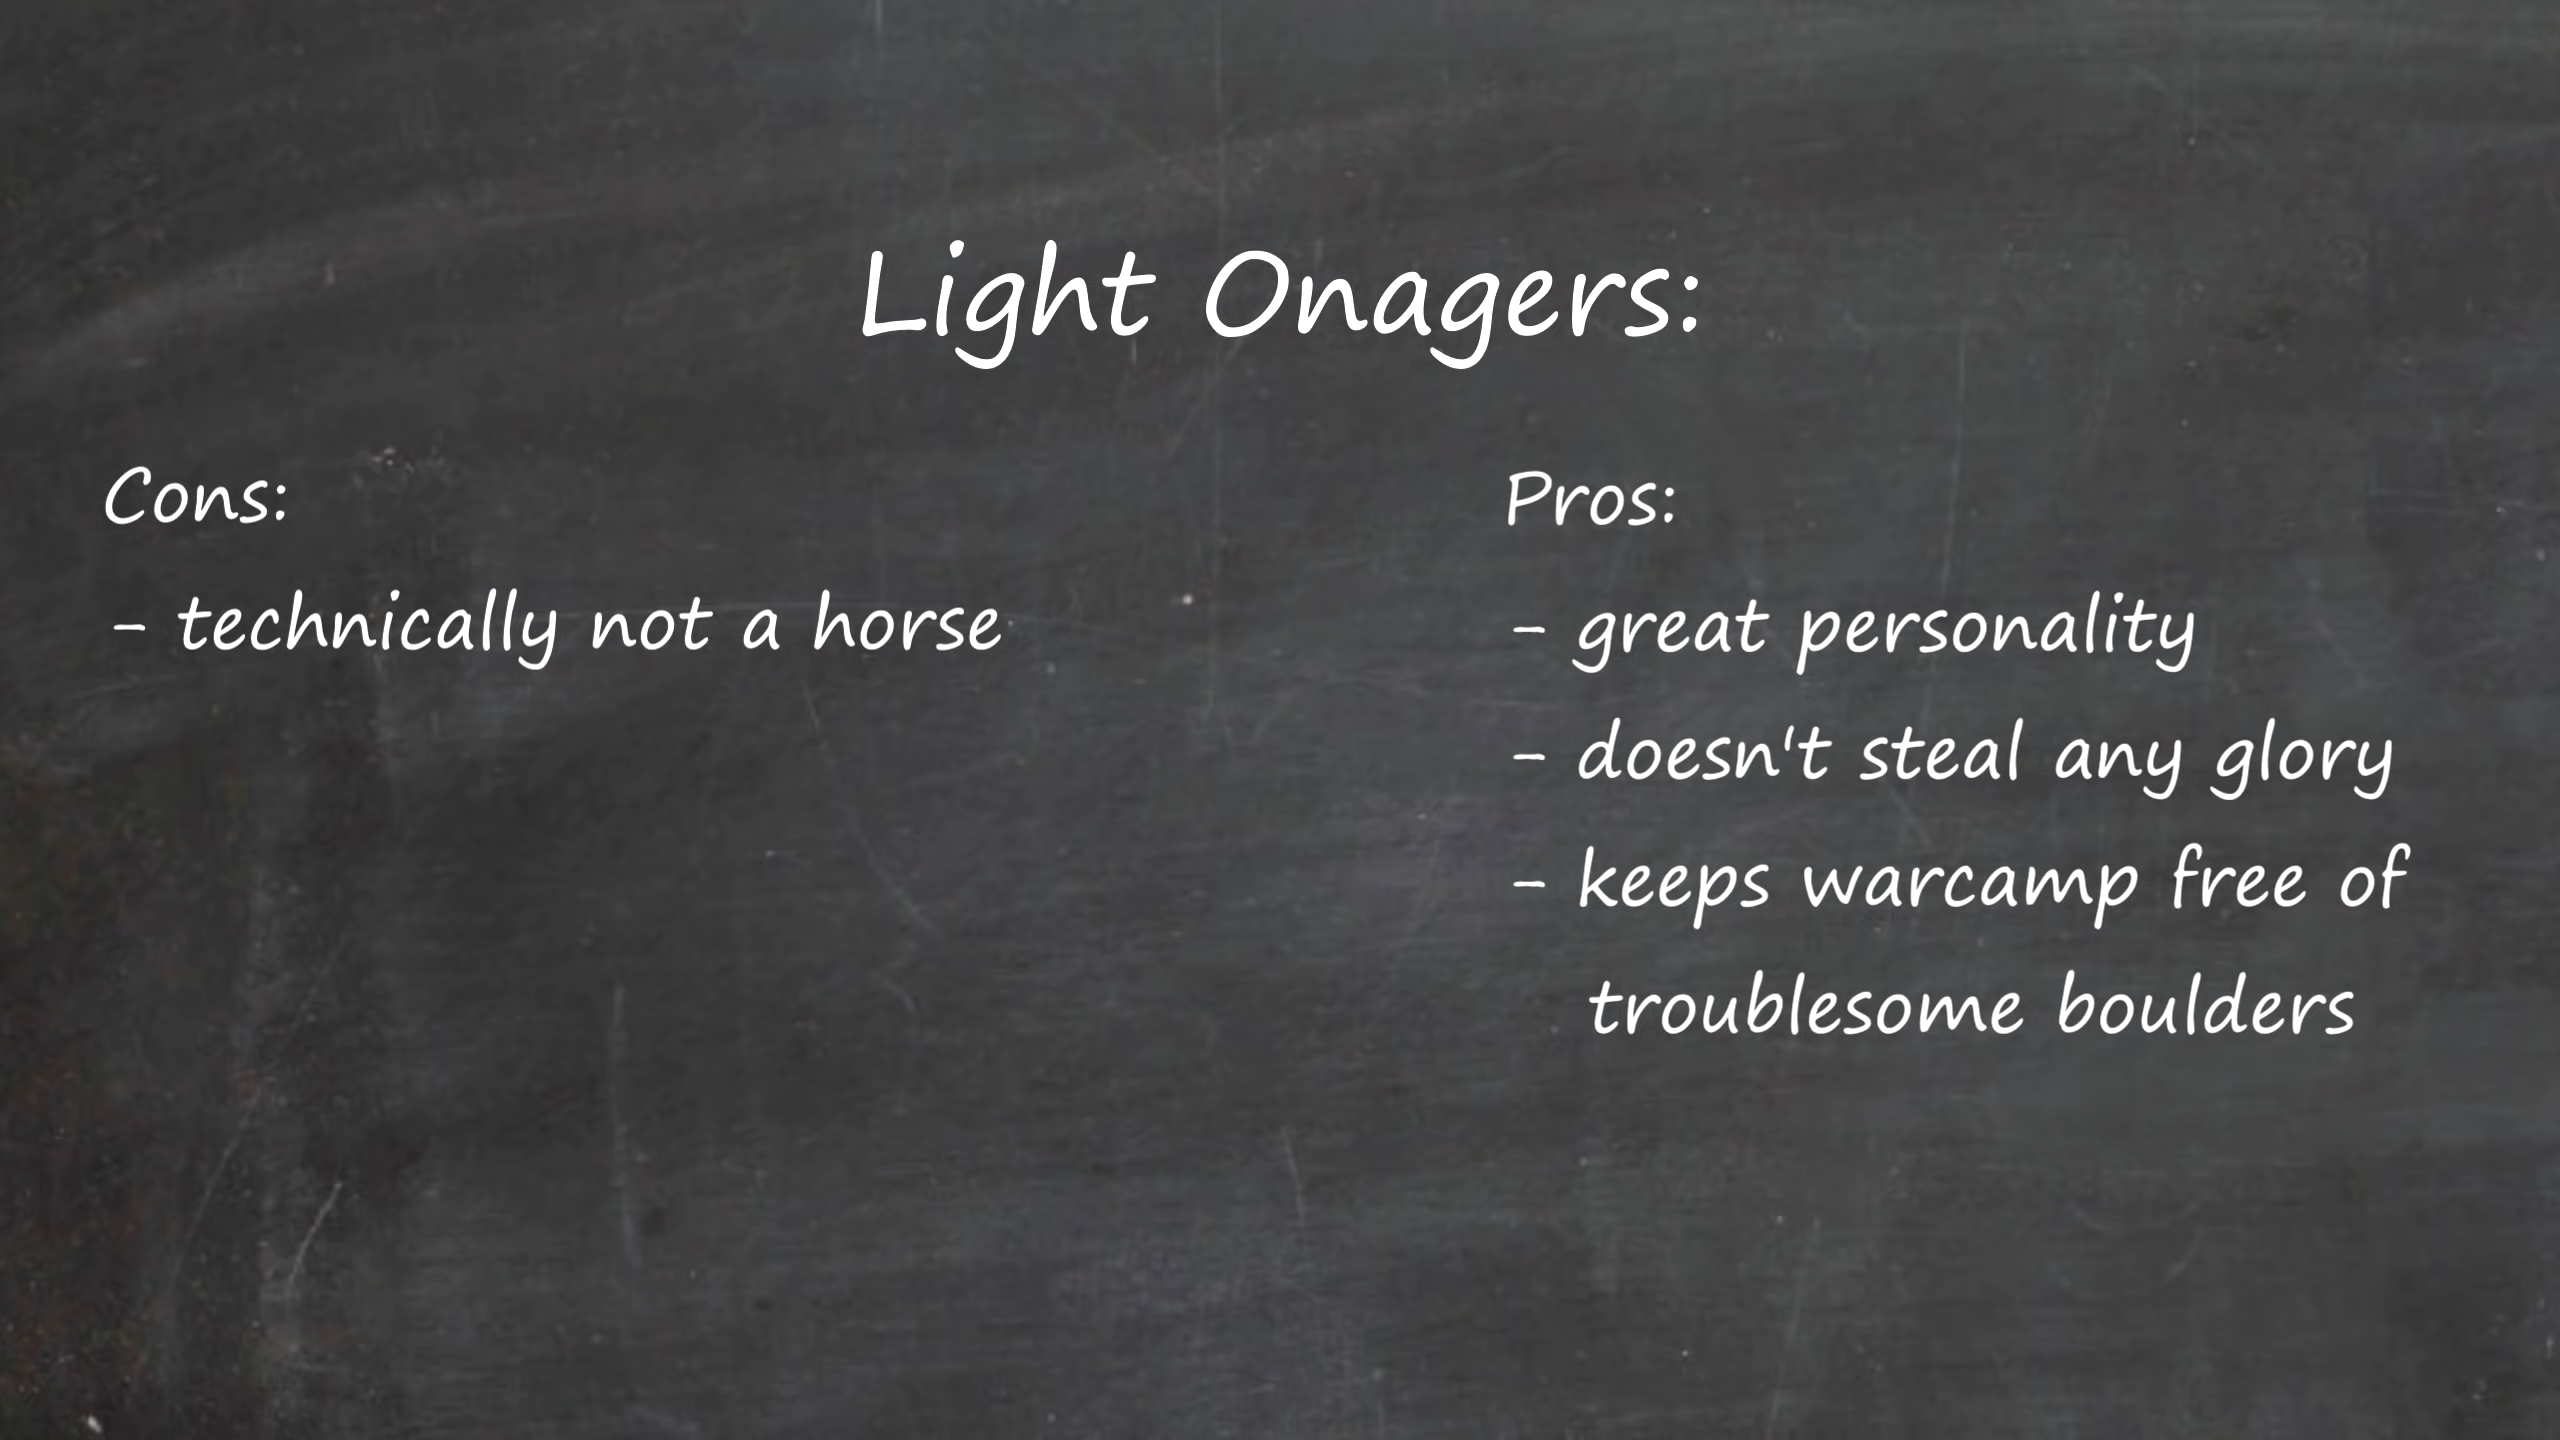 Light Onagers:
Cons:
- technically not a horse
Pros:
- great personality
- doesn't steal any glory
- keeps warcamp free of
troublesome boulders